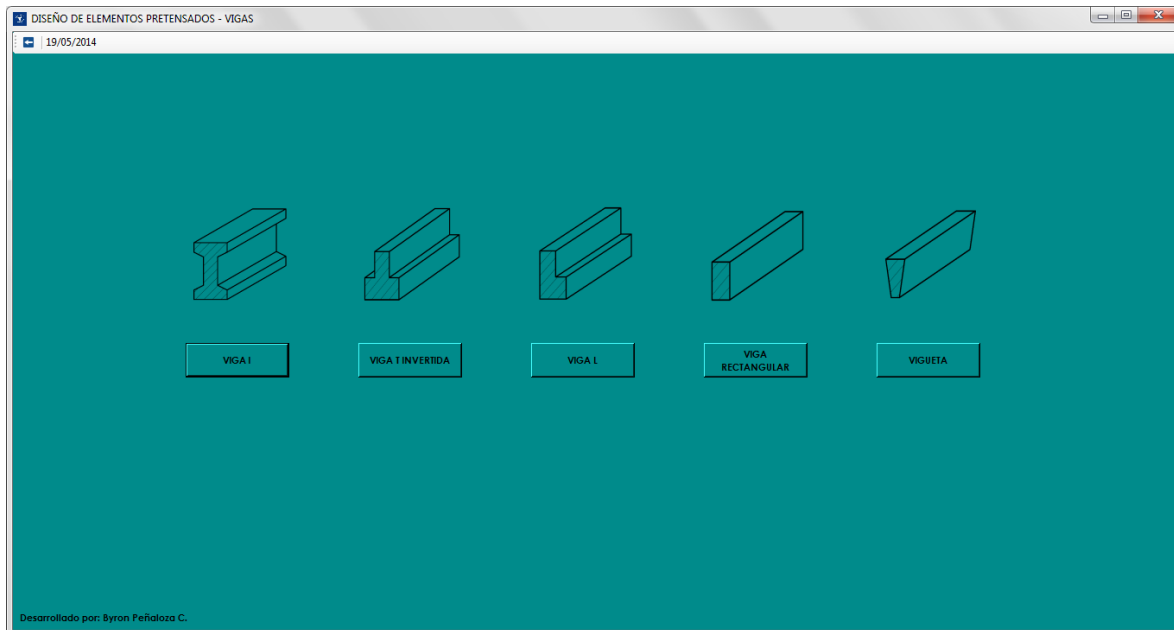 DISEÑO DE ELEMENTOS PRETENSADOS - VIGAS
19/05/2014
VIGA I
VIGA T INVERTIDA
VIGA L
VIGA
RECTANGULAR
VIGUETA
Desarrollado por: Byron Peñaloza C.